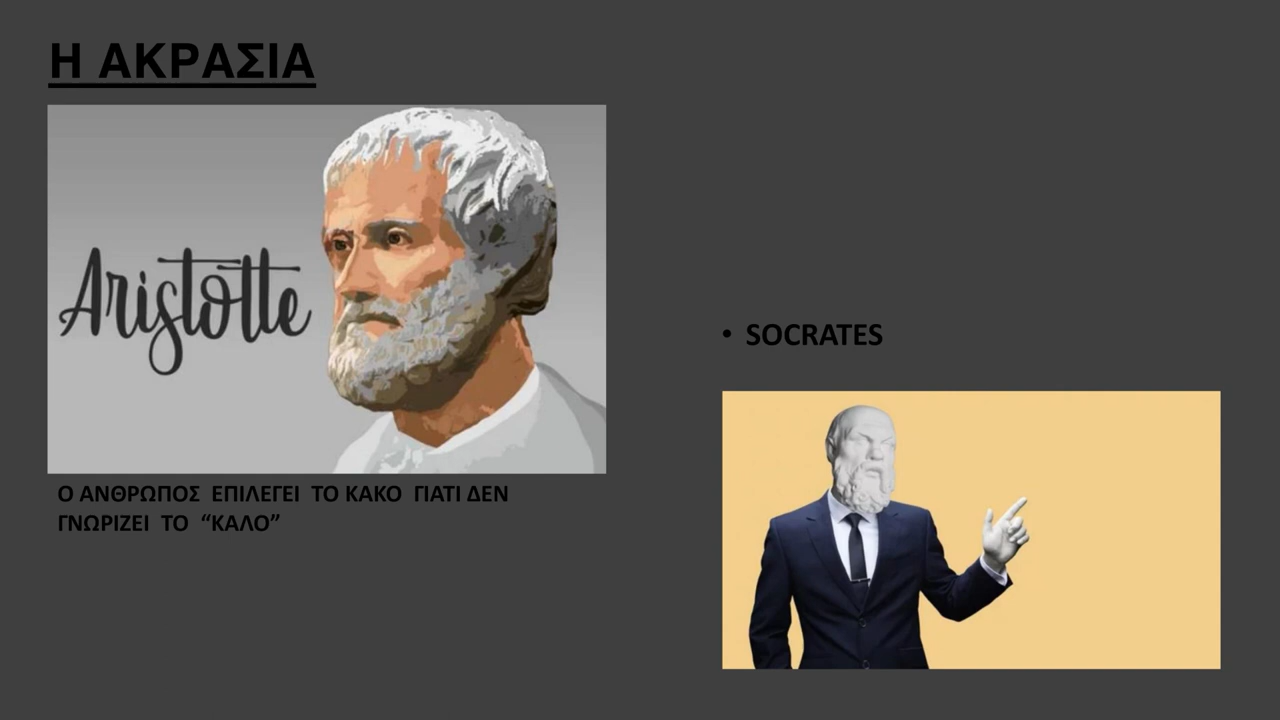 Η ΑΚΡΑΣΙΑ
Aristotle
Ο ΑΝΘΡΩΠΟΣ ΕΠΙΛΕΓΕΙ ΤΟ ΚΑΚΟ ΓΙΑΤΙ ΔΕΝ
ΓΝΩΡΙΖΕΙ ΤΟ “ΚΑΛΟ”
• SOCRATES